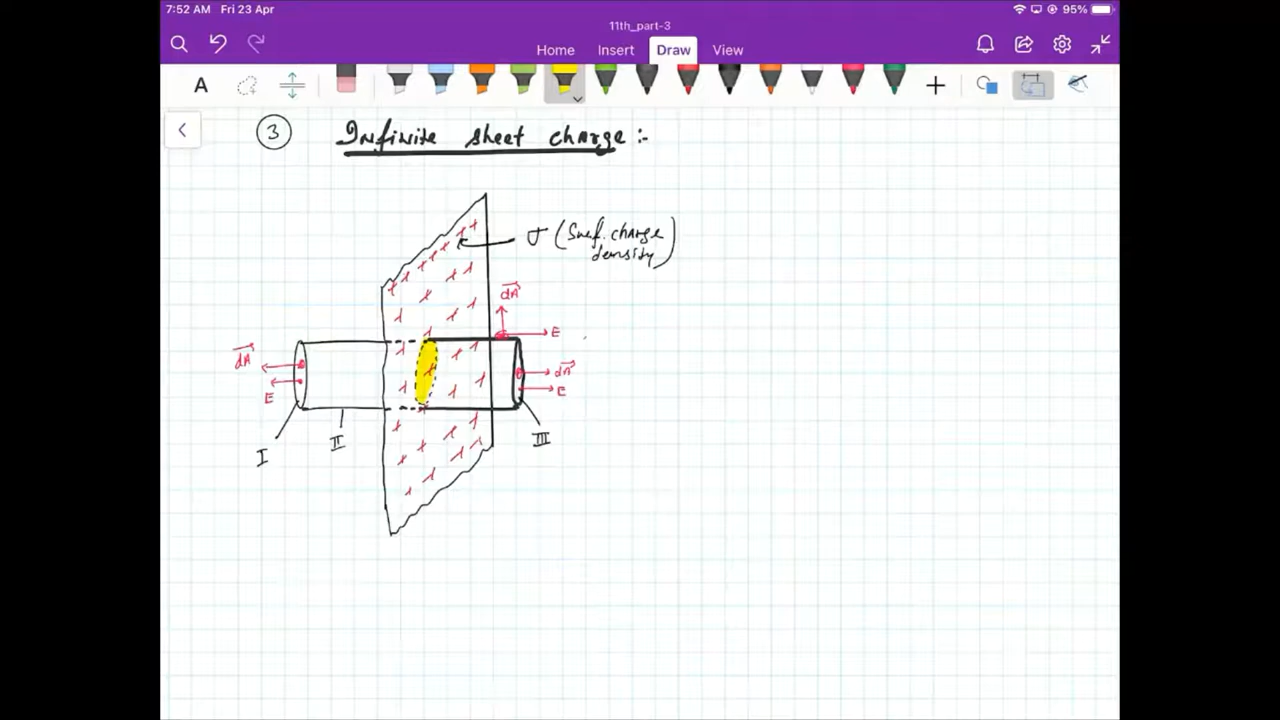 7:52 AM Fri 23 Apr
95%
11th_part-3
Home Insert Draw View
A
3 Infinite sheet charge :-
σ (Surf. charge
density)
dA
E
dA
E
dA
E
I
II
III